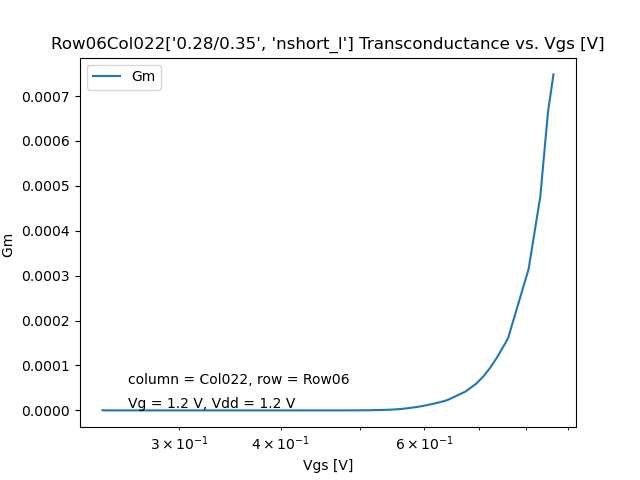 Row06Col022['0.28/0.35', 'nshort_l'] Transconductance vs. Vgs [V]
Gm
0.0007
0.0006
0.0005
0.0004
0.0003
0.0002
0.0001
0.0000
Gm
column = Col022, row = Row06
Vg = 1.2 V, Vdd = 1.2 V
3 × 10⁻¹
4 × 10⁻¹
6 × 10⁻¹
Vgs [V]